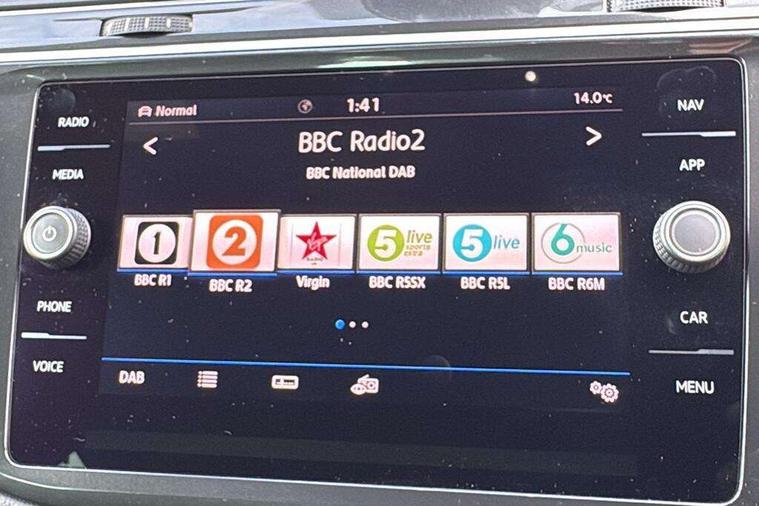 RADIO
MEDIA
PHONE
VOICE
Normal
1:41
14.0°C
BBC Radio2
BBC National DAB
1
2
Virgin
5 live sports extra
5 live
6 music
BBC R1
BBC R2
Virgin
BBC R5SX
BBC R5L
BBC R6M
DAB
NAV
APP
CAR
MENU